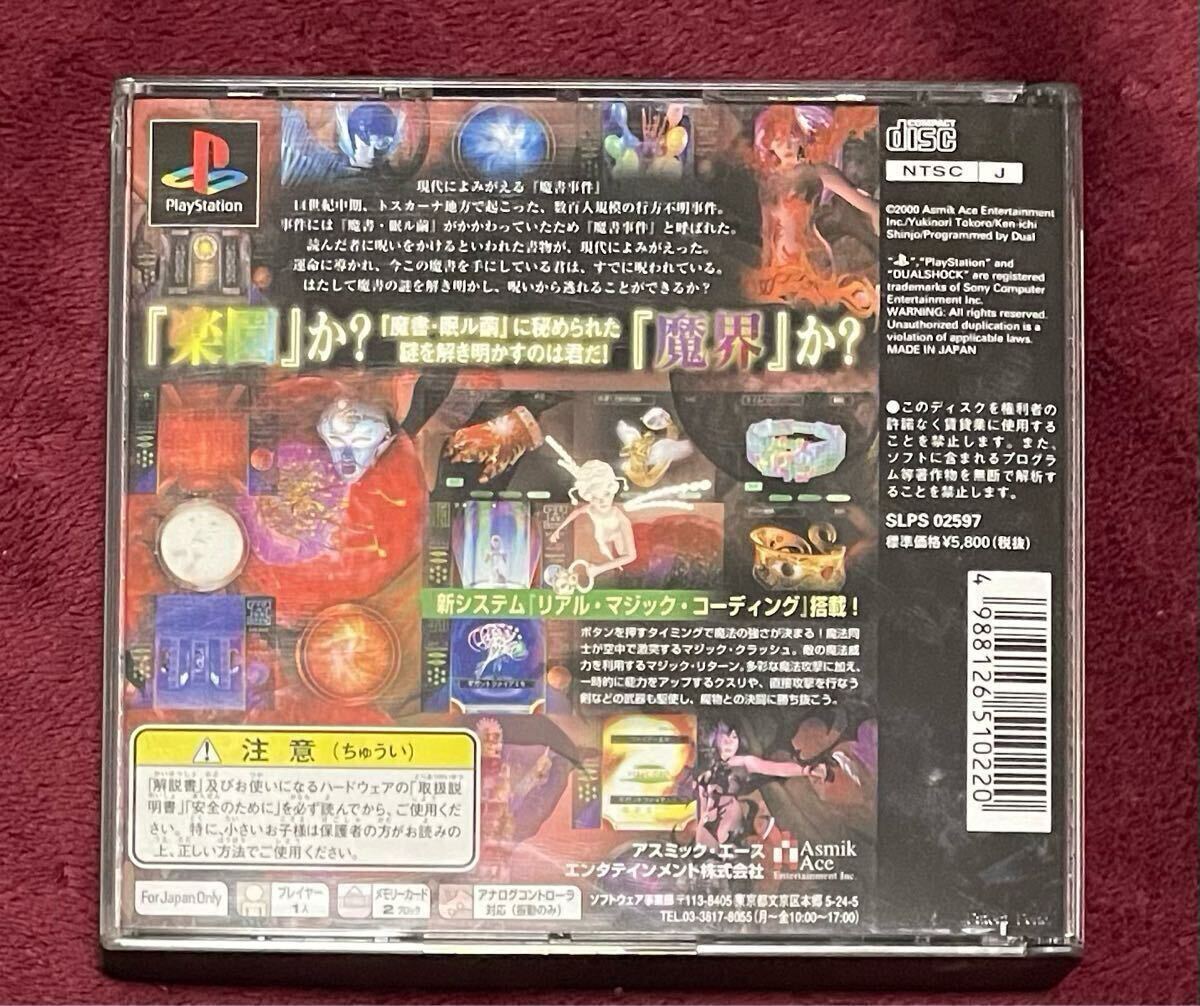 PlayStation
現代によみがえる『魔書事件』
14世紀中期、トスカーナ地方で起こった、数百人規模の行方不明事件。
事件には『魔書・眠ル繭』がかかわっていたため『魔書事件』と呼ばれた。
読んだ者に呪いをかけるといわれた書物が、現代によみがえった。
運命に導かれ、今この魔書を手にしている君は、すでに呪われている。
はたして魔書の謎を解き明かし、呪いから逃れることができるか?
『楽園』か?『魔書・眠ル繭』に秘められた
謎を解き明かすのは君だ!『魔界』か?
新システム『リアル・マジック・コーディング』搭載!
ボタンを押すタイミングで魔法の強さが決まる!魔法同
士が空中で激突するマジック・クラッシュ。敵の魔法威
力を利用するマジック・リターン。多彩な魔法攻撃に加え、
一時的に能力をアップするクスリや、直接攻撃を行なう
剣などの武器も駆使し、魔物との決闘に勝ち抜こう。
注意(ちゅうい)
「解説書」及びお使いになるハードウェアの「取扱説
明書」「安全のために」を必ず読んでから、ご使用くだ
さい。特に、小さいお子様は保護者の方がお読みの
上、正しい方法でご使用ください。
For Japan Only
プレイヤー
1人
メモリーカード
2ブロック
アナログコントローラ
対応(振動のみ)
アスミック・エース
エンタテインメント株式会社
Asmik
Ace
Entertainment Inc.
ソフトウェア事業部 〒113-8405 東京都文京区本郷 5-24-5
TEL.03-3817-8055(月〜金10:00〜17:00)
COMPACT
disc
NTSC J
©2000 Asmik Ace Entertainment
Inc./Yukinori Tokoro/Ken-ichi
Shinjo/Programmed by Dual
"","PlayStation" and
"DUALSHOCK" are registered
trademarks of Sony Computer
Entertainment Inc.
WARNING: All rights reserved.
Unauthorized duplication is a
violation of applicable laws.
MADE IN JAPAN
●このディスクを権利者の
許諾なく賃貸業に使用する
ことを禁止します。また、
ソフトに含まれるプログラ
ム等著作物を無断で解析す
ることを禁止します。
SLPS 02597
標準価格¥5,800(税抜)
4 988126 510220